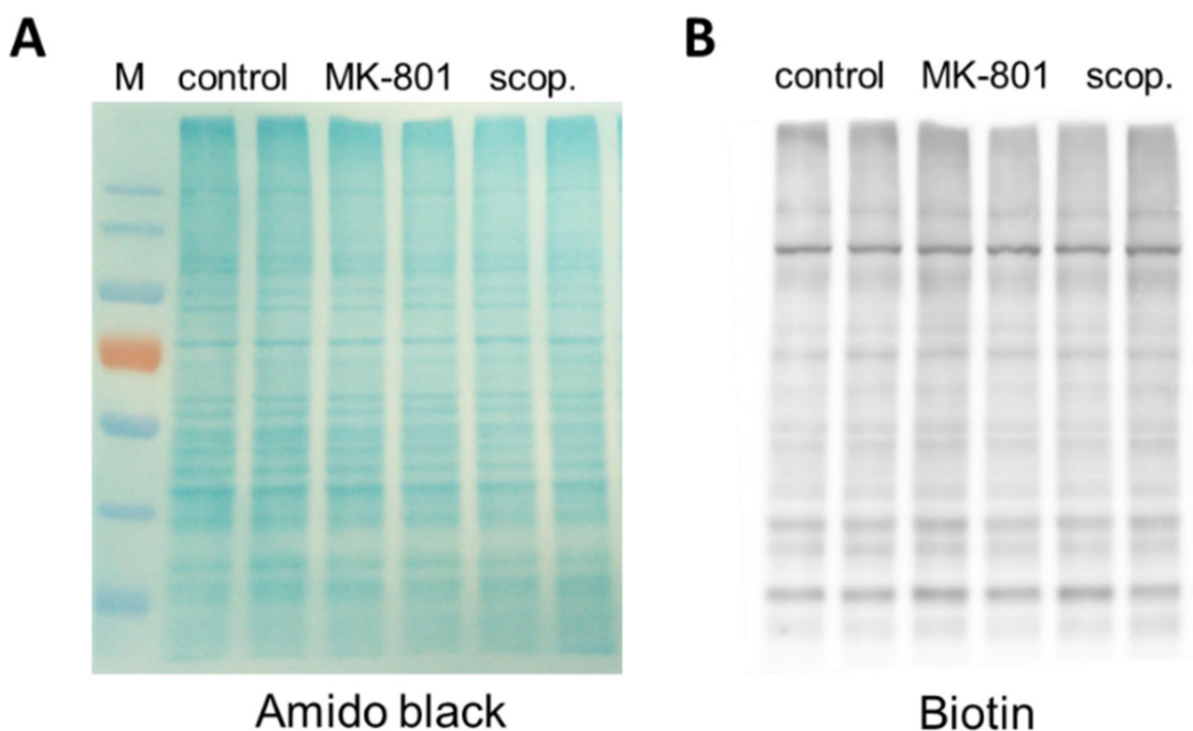 A
M control MK-801 scop.
Amido black
B
control MK-801 scop.
Biotin